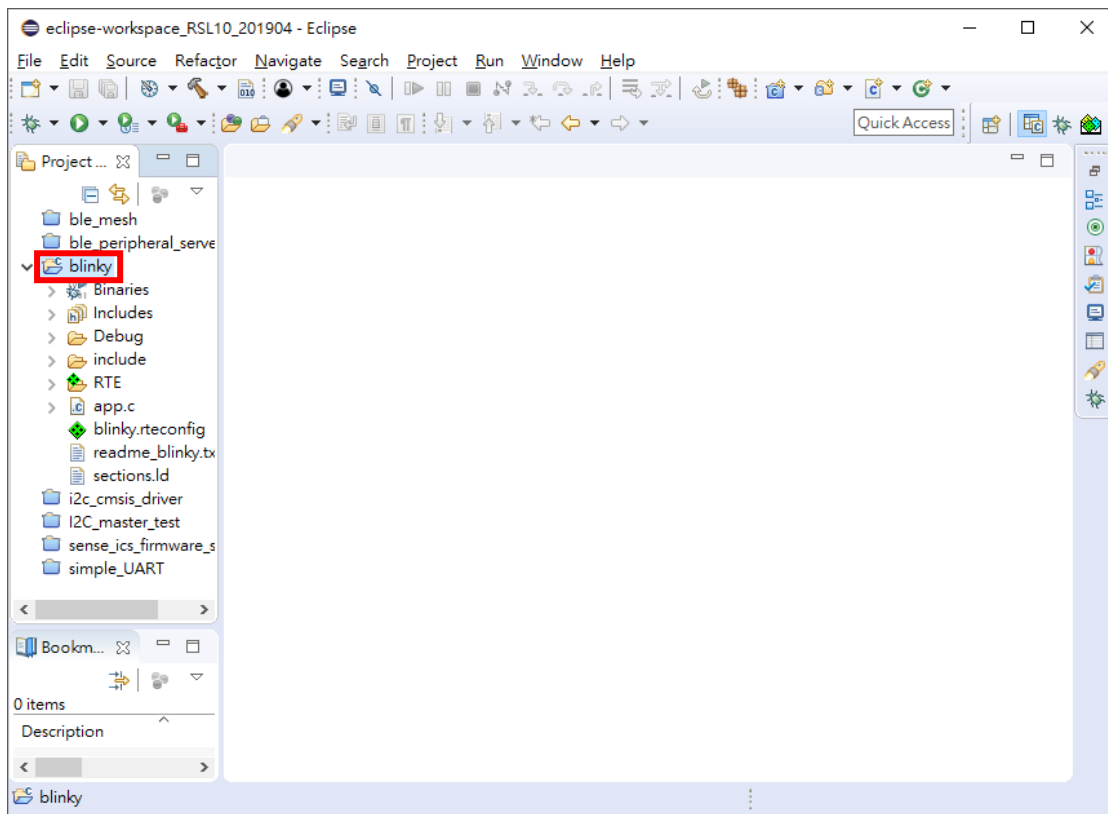 eclipse-workspace_RSL10_201904 - Eclipse
File Edit Source Refactor Navigate Search Project Run Window Help
Quick Access
Project ...
ble_mesh
ble_peripheral_serve
blinky
Binaries
Includes
Debug
include
RTE
app.c
blinky.rteconfig
readme_blinky.tx
sections.ld
i2c_cmsis_driver
I2C_master_test
sense_ics_firmware_s
simple_UART
Bookm...
0 items
Description
blinky